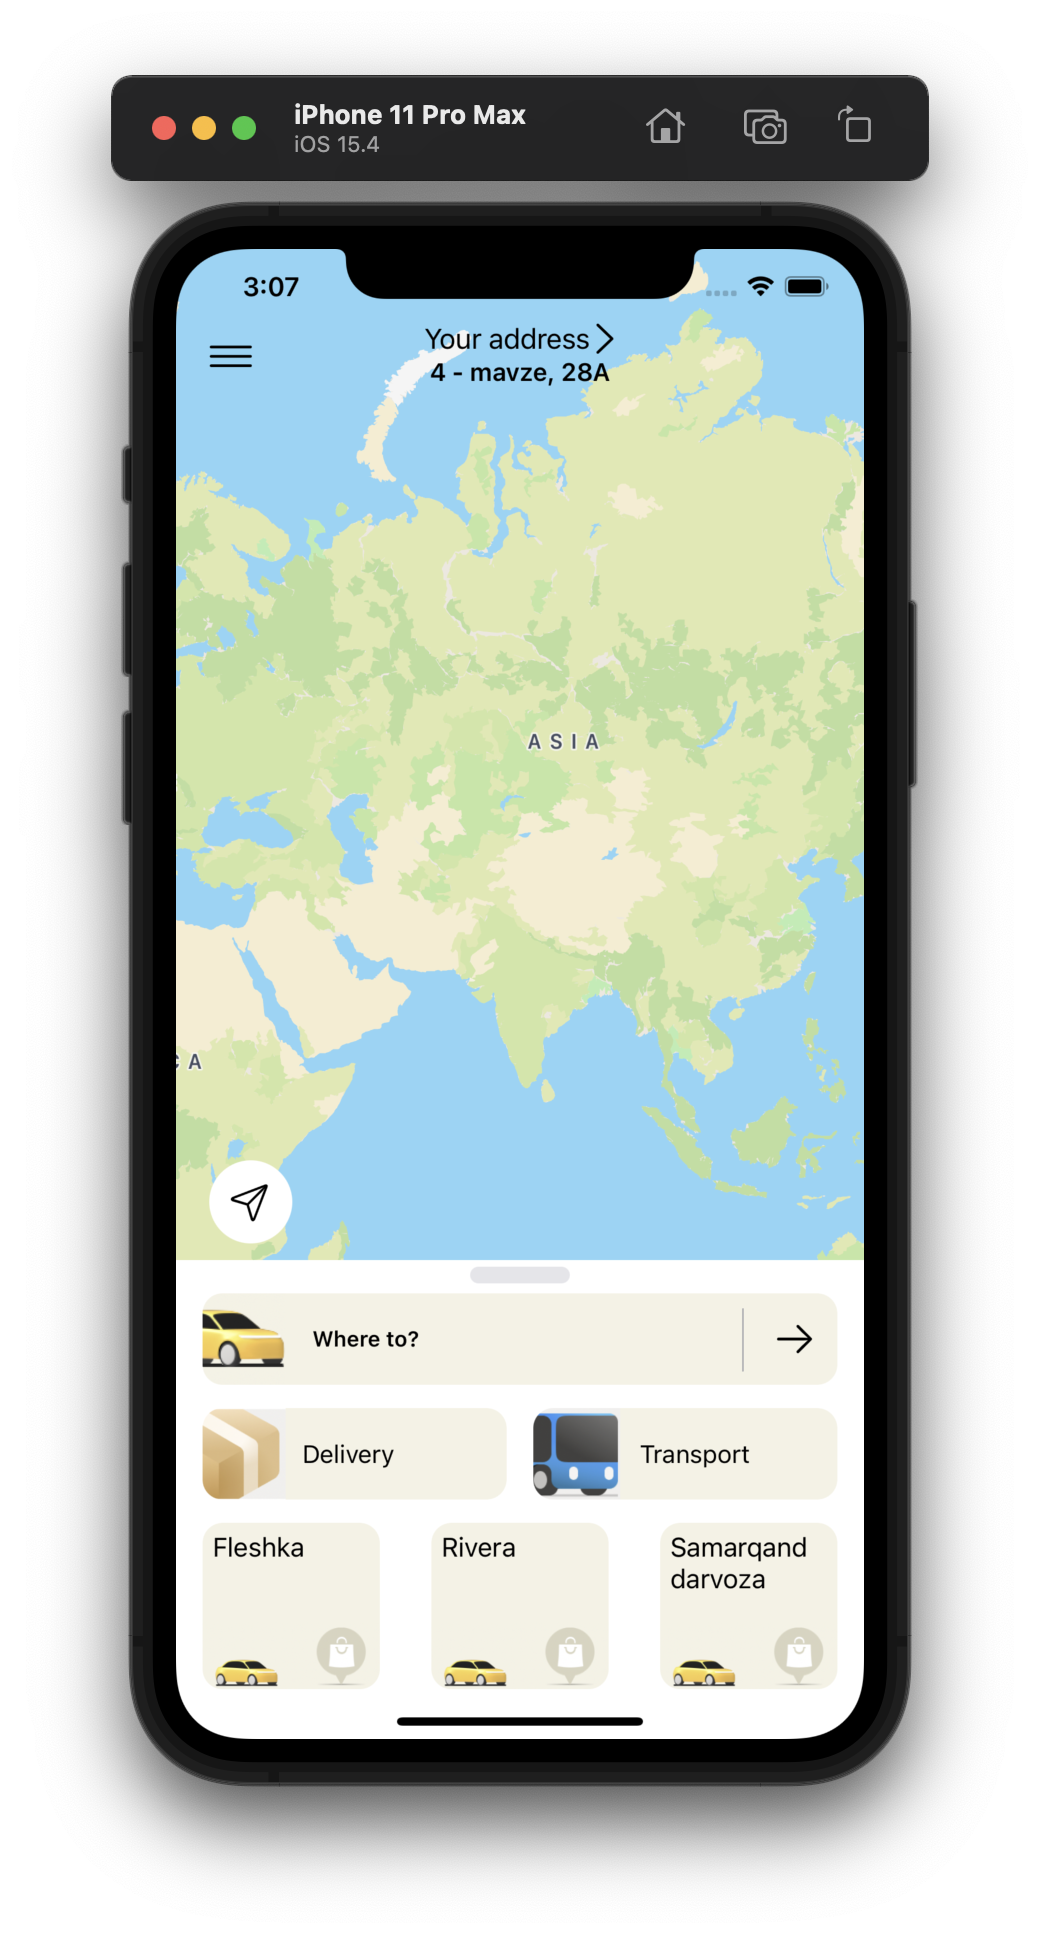 iPhone 11 Pro Max
iOS 15.4
3:07
Your address
4 - mavze, 28A
ASIA
CA
Where to?
Delivery
Transport
Fleshka
Rivera
Samarqand
darvoza